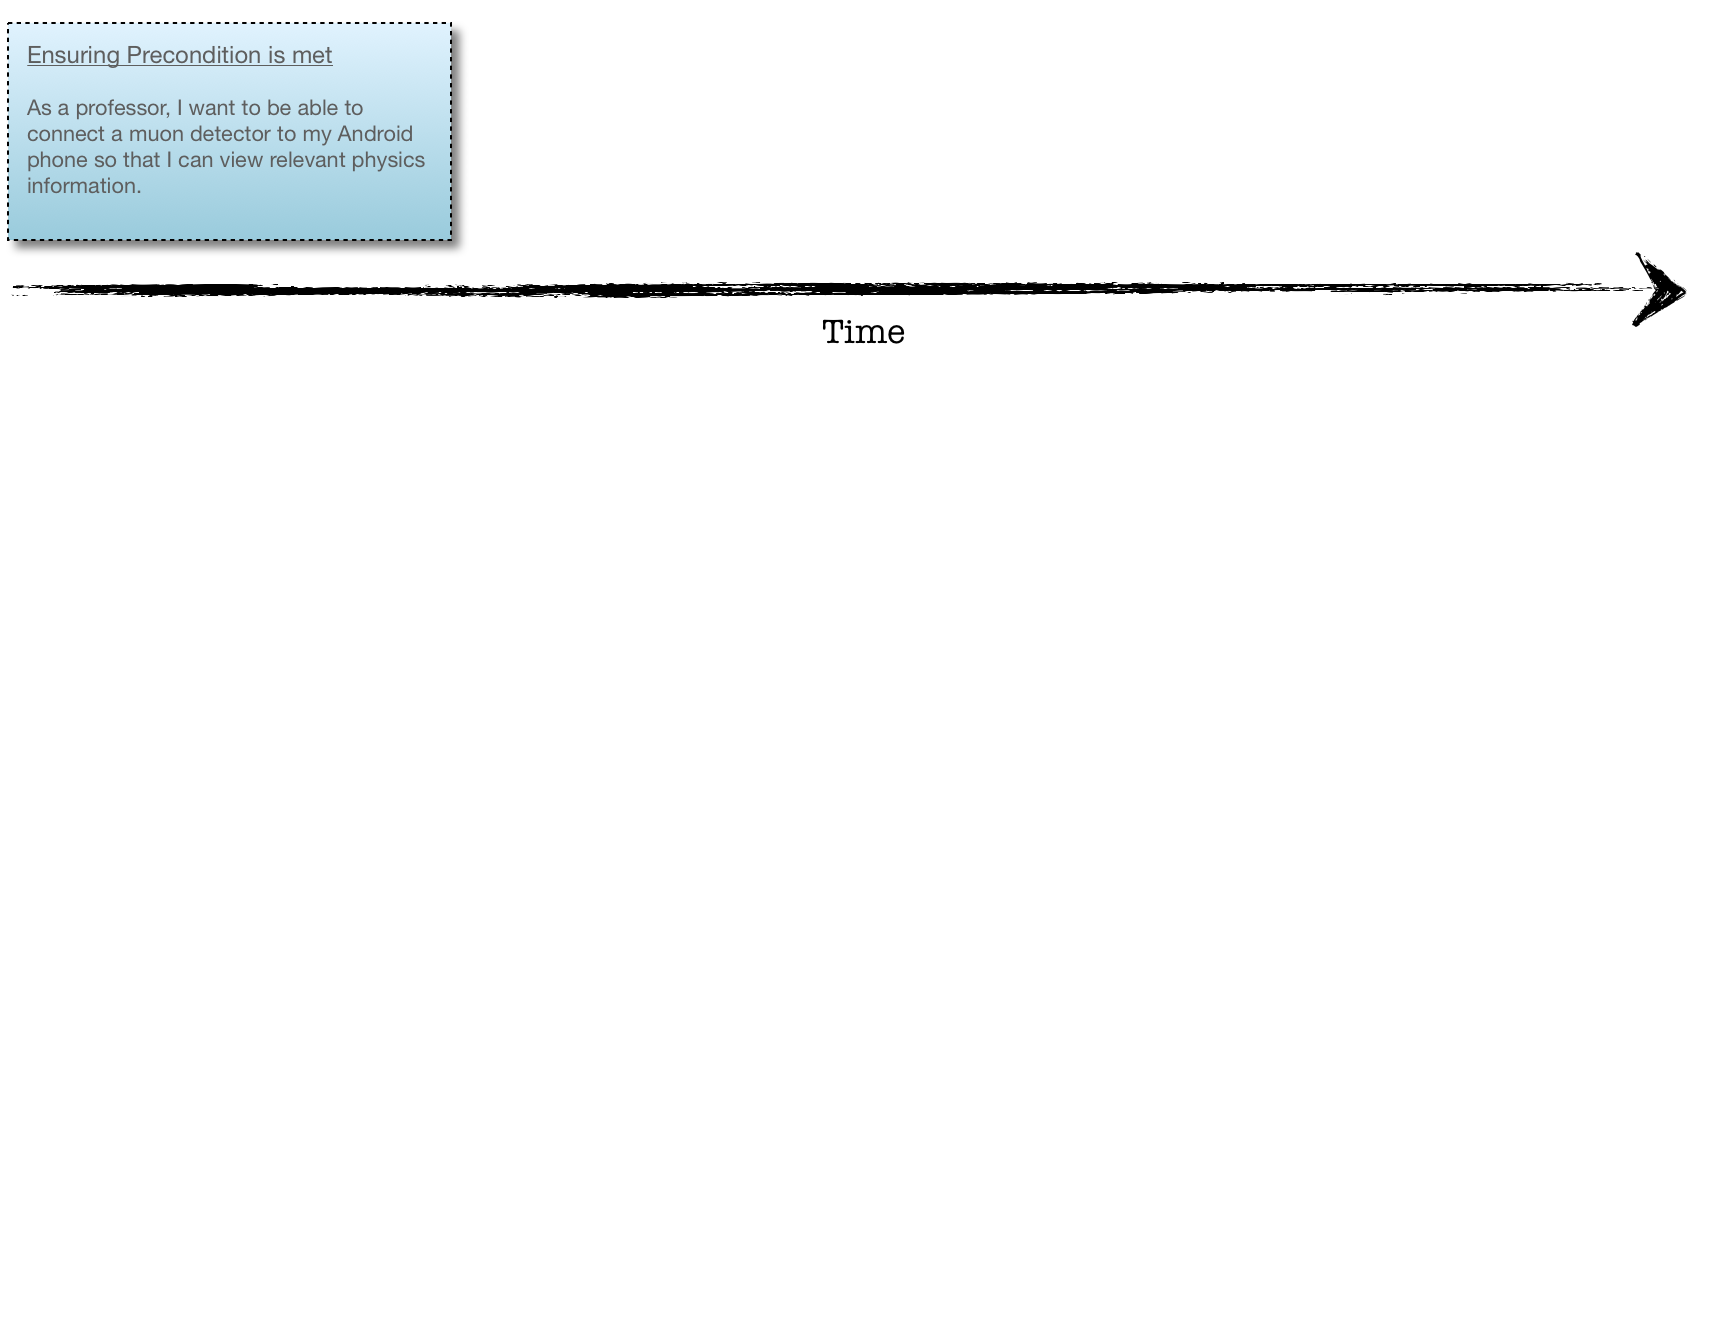 Ensuring Precondition is met
As a professor, I want to be able to
connect a muon detector to my Android
phone so that I can view relevant physics
information.
Time